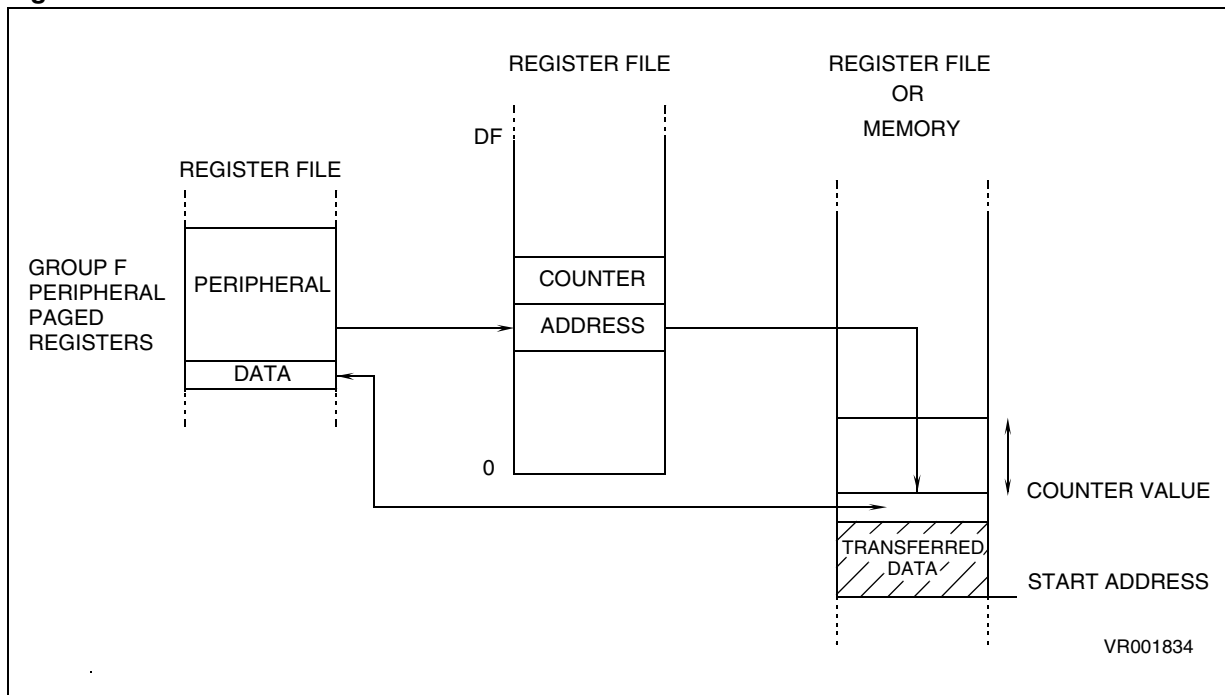 REGISTER FILE
REGISTER FILE
OR
MEMORY
DF
REGISTER FILE
GROUP F
PERIPHERAL
PAGED
REGISTERS
PERIPHERAL
DATA
COUNTER
ADDRESS
0
COUNTER VALUE
TRANSFERRED
DATA
START ADDRESS
VR001834